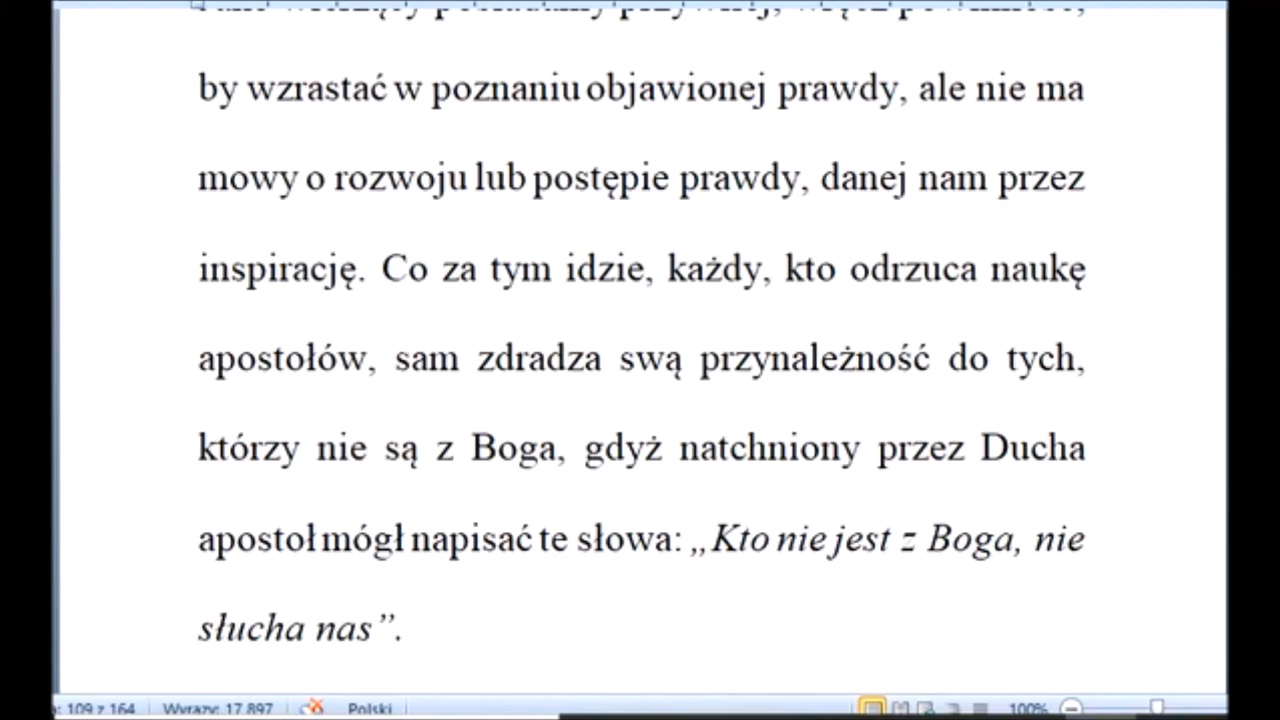 by wzrastać w poznaniu objawionej prawdy, ale nie ma
mowy o rozwoju lub postępie prawdy, danej nam przez
inspirację. Co za tym idzie, każdy, kto odrzuca naukę
apostołów, sam zdradza swą przynależność do tych,
którzy nie są z Boga, gdyż natchniony przez Ducha
apostoł mógł napisać te słowa: „Kto nie jest z Boga, nie
słucha nas”.
109 z 164 Wyrazy: 17 897 Polski 100%